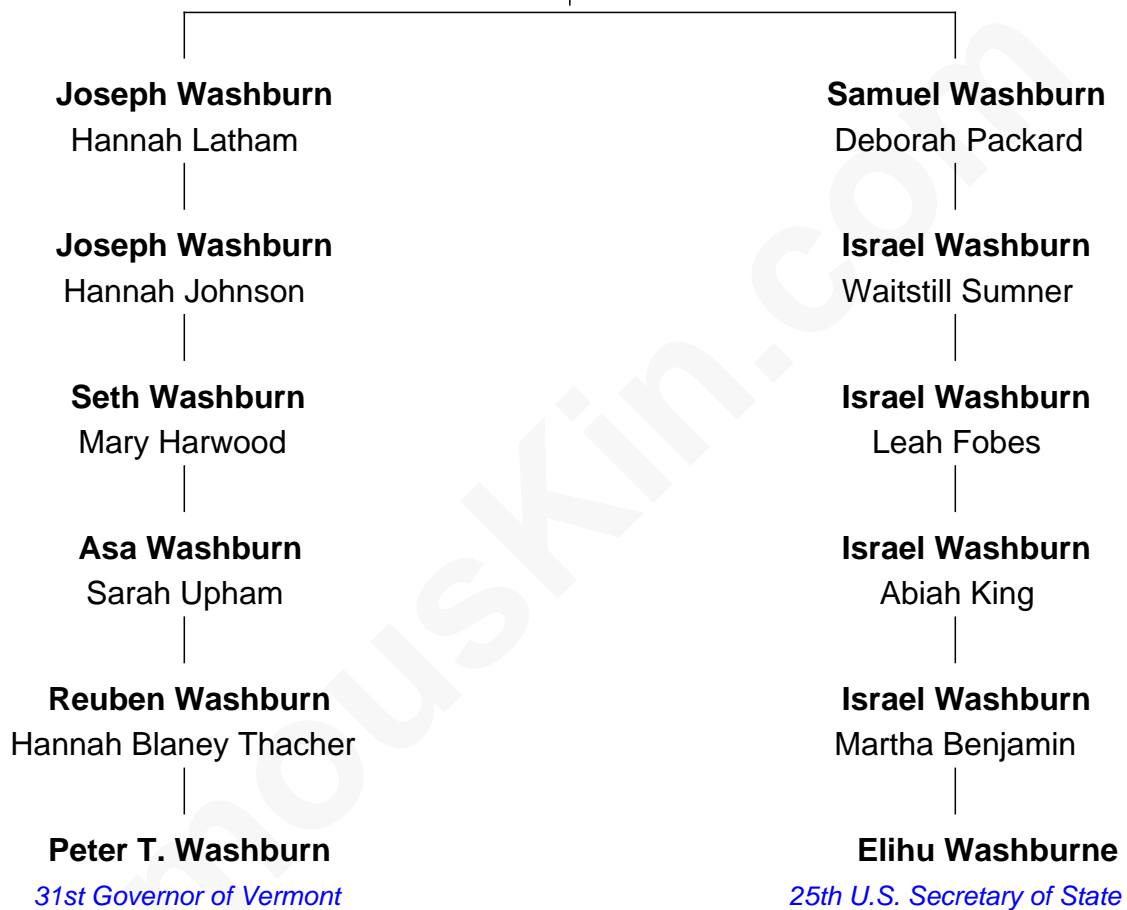 Joseph Washburn
Hannah Latham
Samuel Washburn
Deborah Packard
Joseph Washburn
Hannah Johnson
Israel Washburn
Waitstill Sumner
Seth Washburn
Mary Harwood
Israel Washburn
Leah Fobes
Asa Washburn
Sarah Upham
Israel Washburn
Abiah King
Reuben Washburn
Hannah Blaney Thacher
Israel Washburn
Martha Benjamin
Peter T. Washburn
31st Governor of Vermont
Elihu Washburne
25th U.S. Secretary of State
mouskin.com